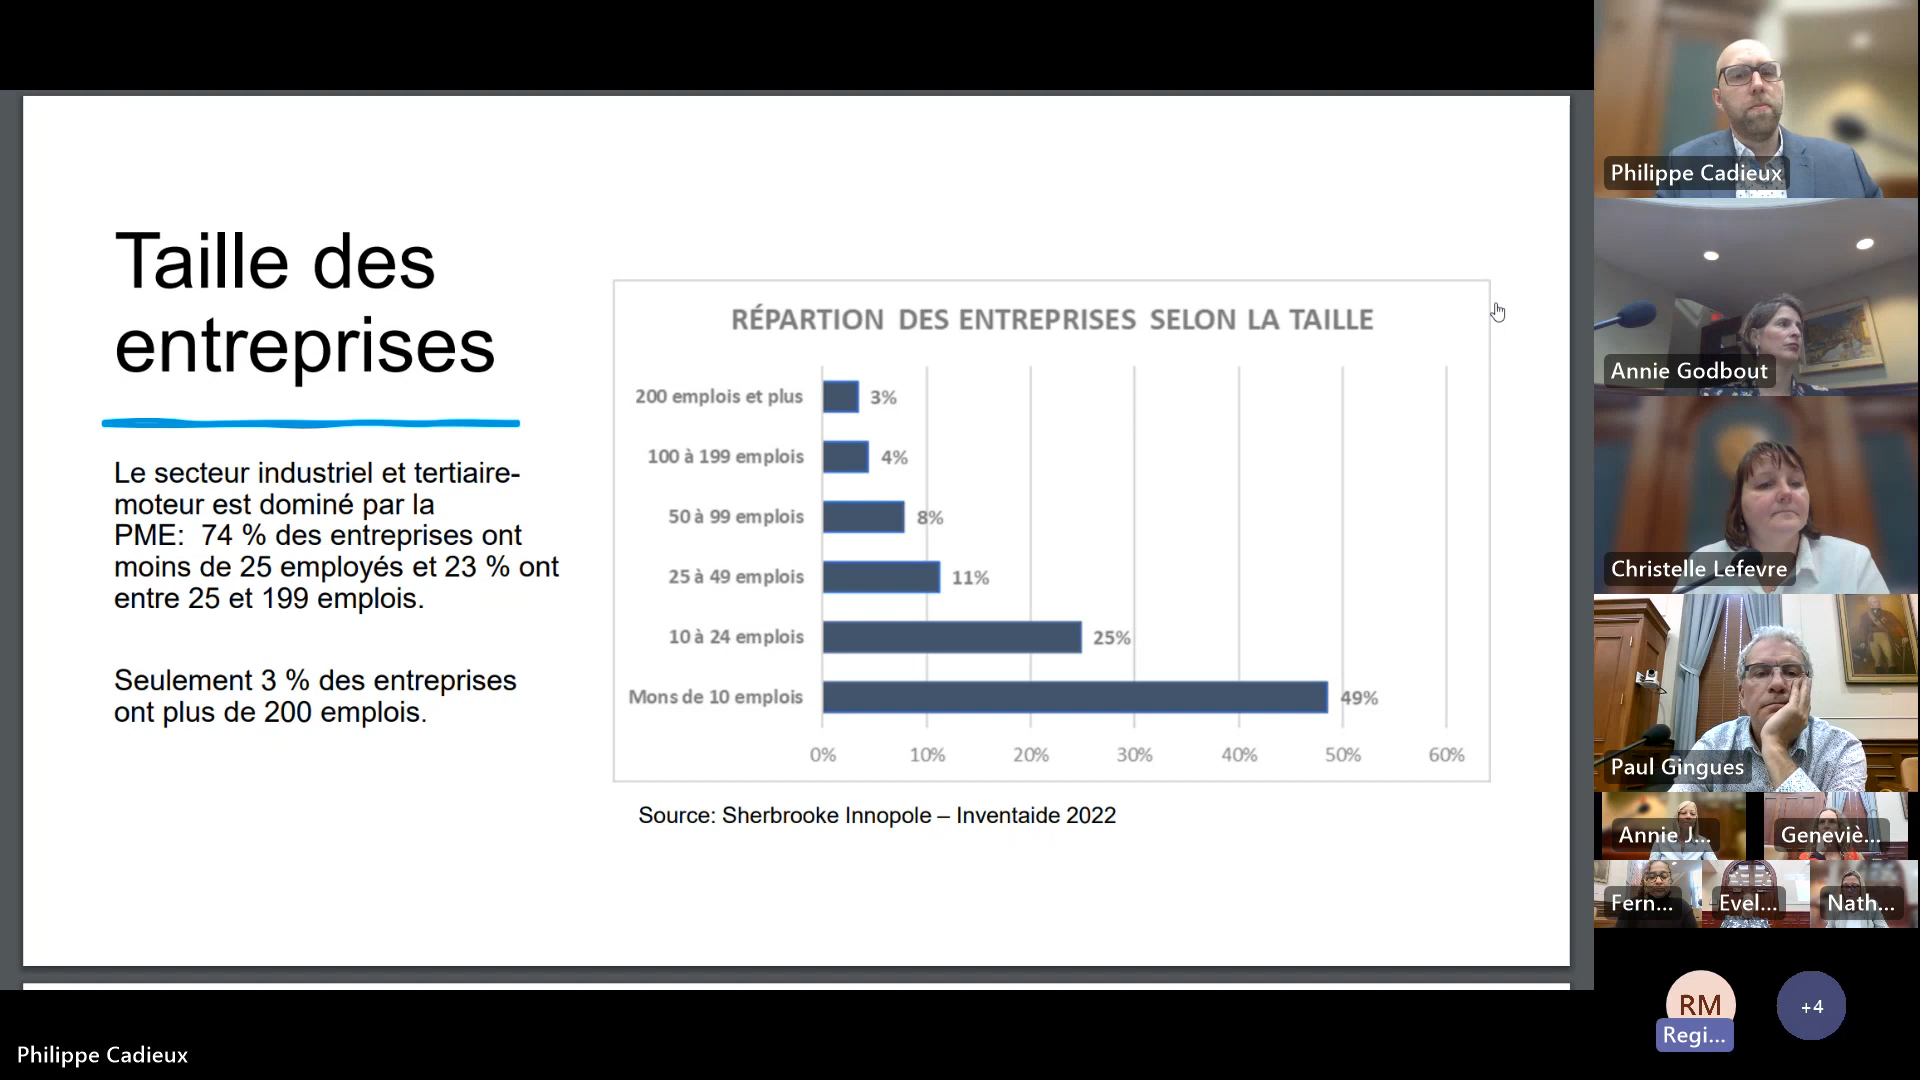 Taille des
entreprises
Le secteur industriel et tertiaire-
moteur est dominé par la
PME:  74 % des entreprises ont
moins de 25 employés et 23 % ont
entre 25 et 199 emplois.
Seulement 3 % des entreprises
ont plus de 200 emplois.
RÉPARTION DES ENTREPRISES SELON LA TAILLE
200 emplois et plus 3%
100 à 199 emplois 4%
50 à 99 emplois 8%
25 à 49 emplois 11%
10 à 24 emplois 25%
Mons de 10 emplois 49%
0% 10% 20% 30% 40% 50% 60%
Source: Sherbrooke Innopole – Inventaide 2022
Philippe Cadieux
Annie Godbout
Christelle Lefevre
Paul Gingues
Annie J... Geneviè...
Fern... Evel... Nath...
RM +4
Regi...
Philippe Cadieux